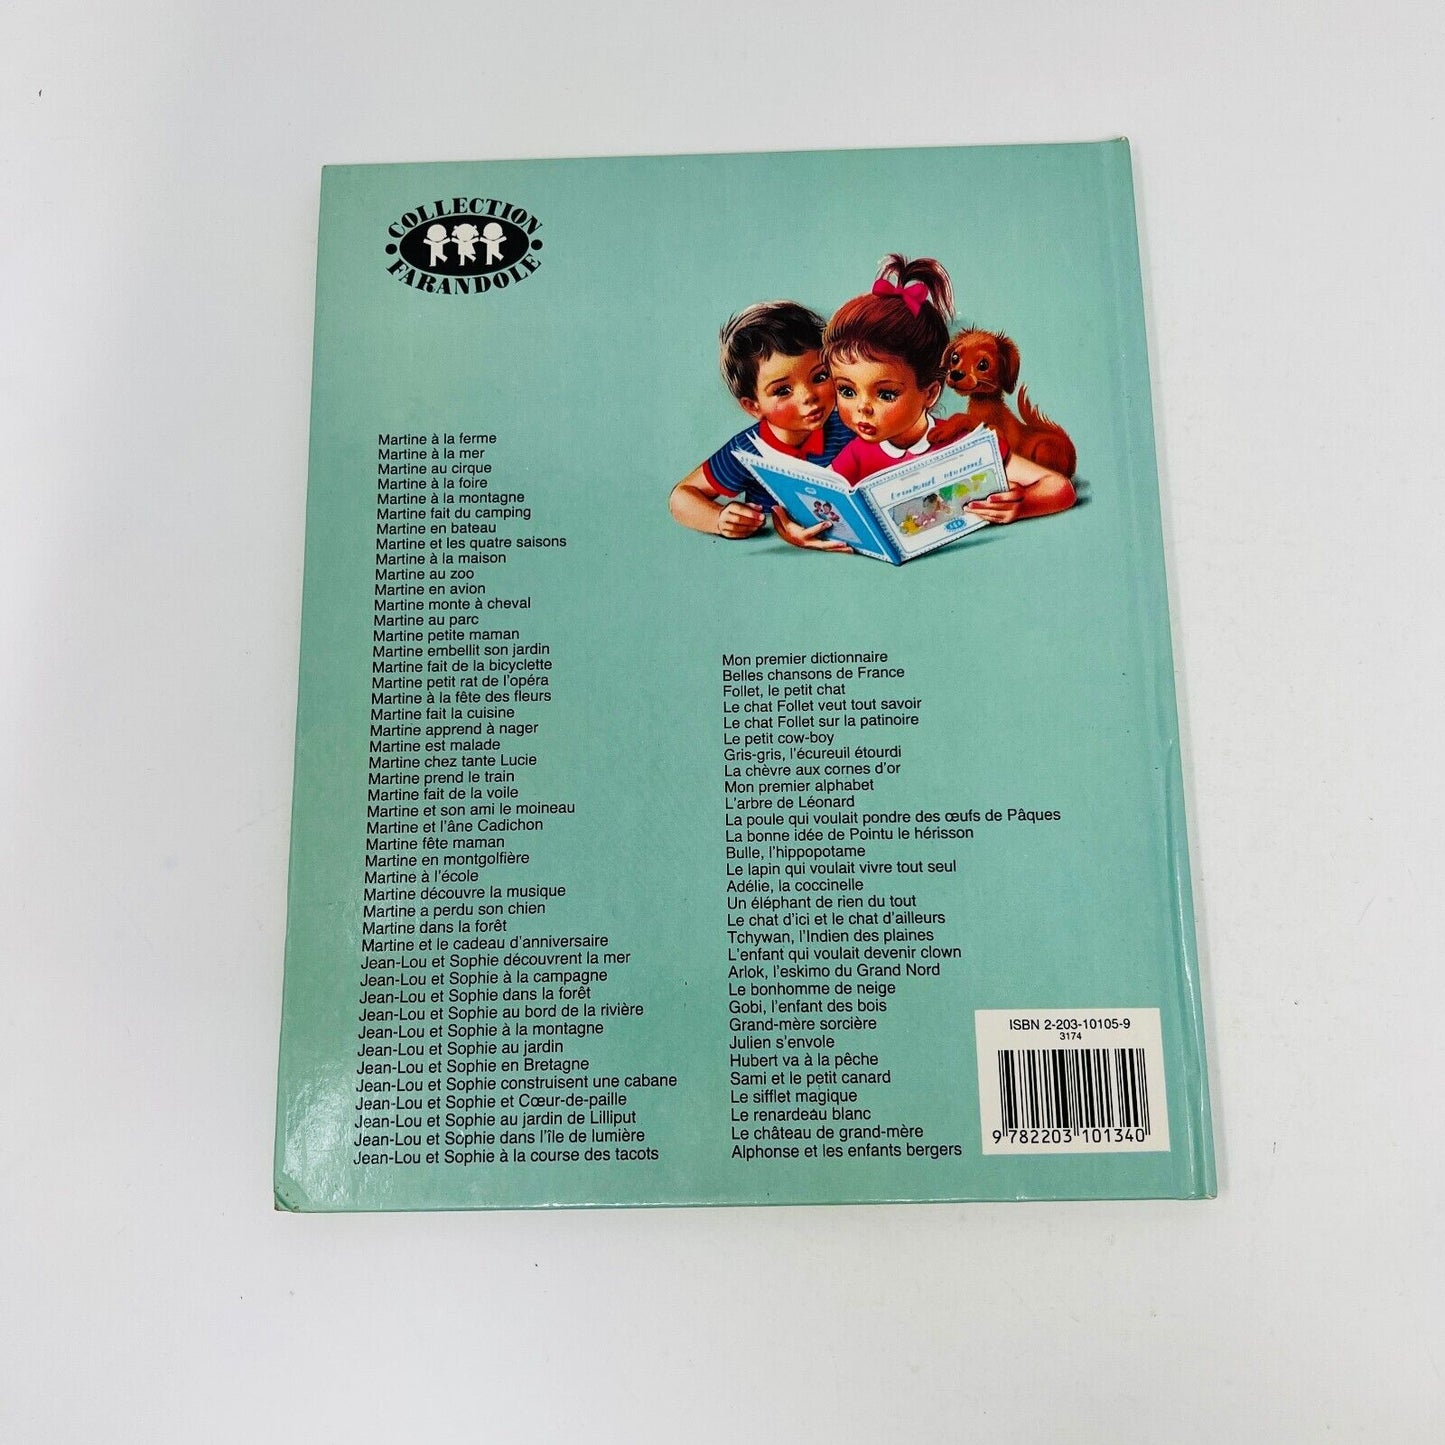 COLLECTION
FARANDOLE
Martine à la ferme
Martine à la mer
Martine au cirque
Martine à la foire
Martine à la montagne
Martine fait du camping
Martine en bateau
Martine et les quatre saisons
Martine à la maison
Martine au zoo
Martine en avion
Martine monte à cheval
Martine au parc
Martine petite maman
Martine embellit son jardin
Martine fait de la bicyclette
Martine petit rat de l'opéra
Martine à la fête des fleurs
Martine fait la cuisine
Martine apprend à nager
Martine est malade
Martine chez tante Lucie
Martine prend le train
Martine fait de la voile
Martine et son ami le moineau
Martine et l'âne Cadichon
Martine fête maman
Martine en montgolfière
Martine à l'école
Martine découvre la musique
Martine a perdu son chien
Martine dans la forêt
Martine et le cadeau d'anniversaire
Jean-Lou et Sophie découvrent la mer
Jean-Lou et Sophie à la campagne
Jean-Lou et Sophie dans la forêt
Jean-Lou et Sophie au bord de la rivière
Jean-Lou et Sophie à la montagne
Jean-Lou et Sophie au jardin
Jean-Lou et Sophie en Bretagne
Jean-Lou et Sophie construisent une cabane
Jean-Lou et Sophie et Cœur-de-paille
Jean-Lou et Sophie au jardin de Lilliput
Jean-Lou et Sophie dans l'île de lumière
Jean-Lou et Sophie à la course des tacots
Mon premier dictionnaire
Belles chansons de France
Follet, le petit chat
Le chat Follet veut tout savoir
Le chat Follet sur la patinoire
Le petit cow-boy
Gris-gris, l'écureuil étourdi
La chèvre aux cornes d'or
Mon premier alphabet
L'arbre de Léonard
La poule qui voulait pondre des œufs de Pâques
La bonne idée de Pointu le hérisson
Bulle, l'hippopotame
Le lapin qui voulait vivre tout seul
Adélie, la coccinelle
Un éléphant de rien du tout
Le chat d'ici et le chat d'ailleurs
Tchywan, l'Indien des plaines
L'enfant qui voulait devenir clown
Arlok, l'eskimo du Grand Nord
Le bonhomme de neige
Gobi, l'enfant des bois
Grand-mère sorcière
Julien s'envole
Hubert va à la pêche
Sami et le petit canard
Le sifflet magique
Le renardeau blanc
Le château de grand-mère
Alphonse et les enfants bergers
ISBN 2-203-10105-9
3174
9 782203 101340